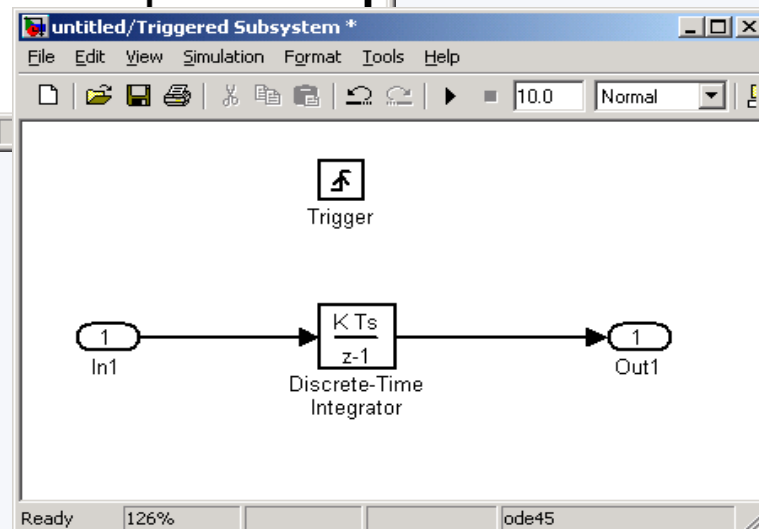 untitled/Triggered Subsystem *
File Edit View Simulation Format Tools Help
10.0 Normal
Trigger
1
In1
K Ts
z-1
Discrete-Time
Integrator
1
Out1
Ready 126% ode45